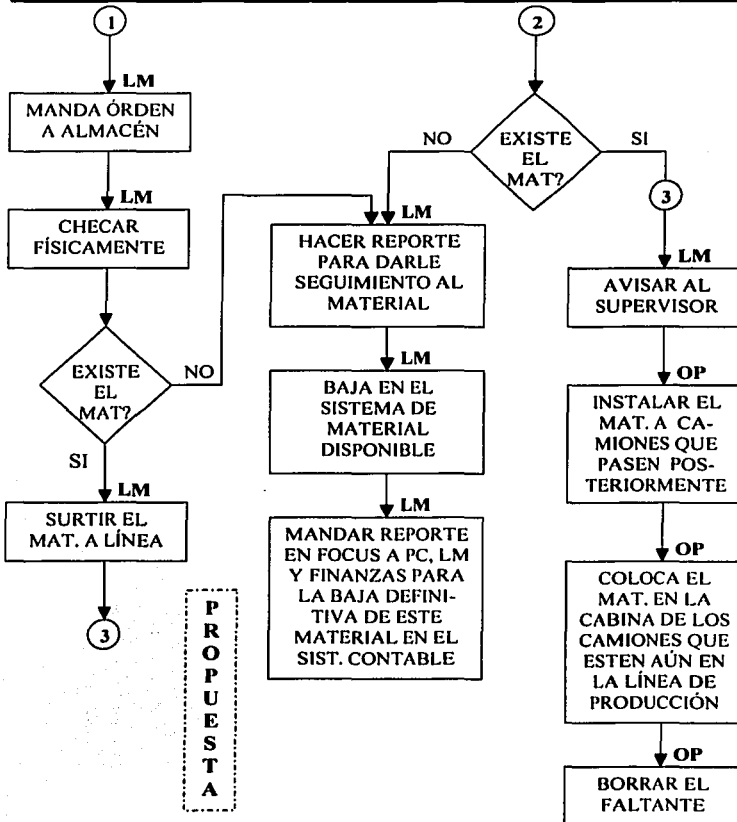 1
LM
MANDA ÓRDEN
A ALMACÉN
LM
CHECAR
FÍSICAMENTE
EXISTE
EL
MAT?
NO
SI
LM
SURTIR EL
MAT. A LÍNEA
3
2
EXISTE
EL
MAT?
NO
SI
LM
HACER REPORTE
PARA DARLE
SEGUIMIENTO AL
MATERIAL
LM
BAJA EN EL
SISTEMA DE
MATERIAL
DISPONIBLE
LM
MANDAR REPORTE
EN FOCUS A PC, LM
Y FINANZAS PARA
LA BAJA DEFINI-
TIVA DE ESTE
MATERIAL EN EL
SIST. CONTABLE
3
LM
AVISAR AL
SUPERVISOR
OP
INSTALAR EL
MAT. A CA-
MIONES QUE
PASEN POS-
TERIORMENTE
OP
COLOCA EL
MAT. EN LA
CABINA DE LOS
CAMIONES QUE
ESTEN AÚN EN
LA LÍNEA DE
PRODUCCIÓN
OP
BORRAR EL
FALTANTE
PROPUESTA